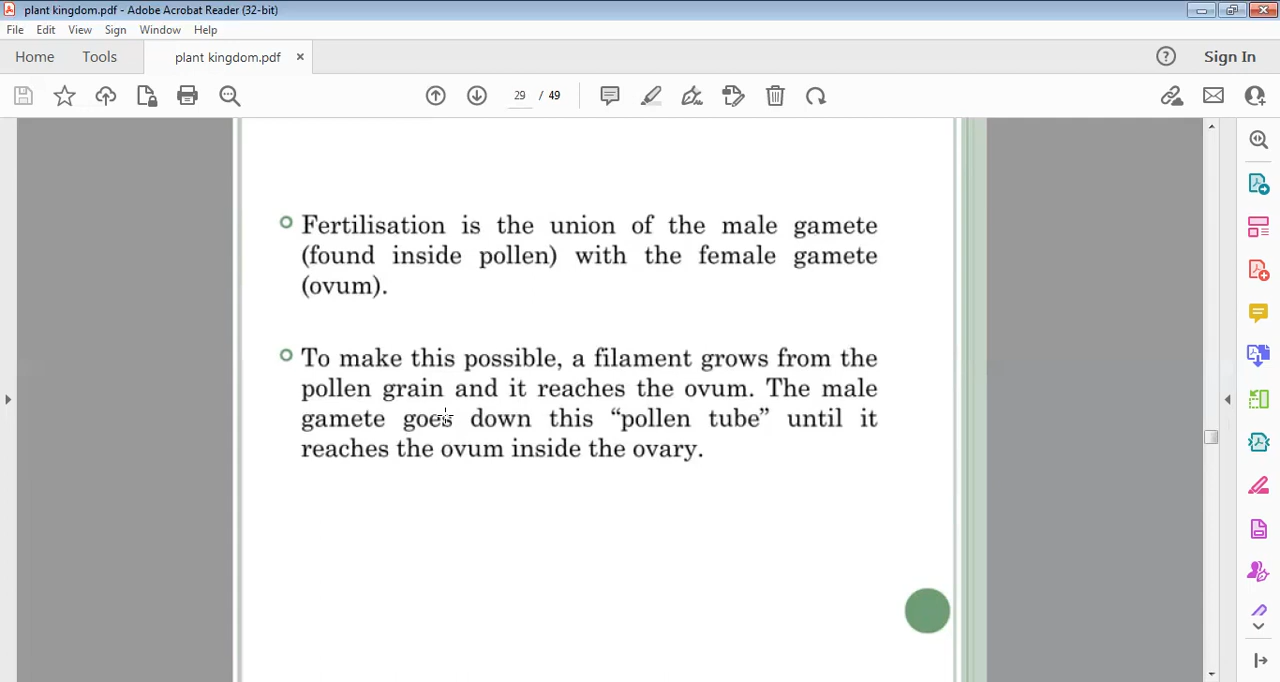 plant kingdom.pdf - Adobe Acrobat Reader (32-bit)
File Edit View Sign Window Help
Home Tools plant kingdom.pdf × Sign In
29 / 49
Fertilisation is the union of the male gamete
(found inside pollen) with the female gamete
(ovum).
To make this possible, a filament grows from the
pollen grain and it reaches the ovum. The male
gamete goes down this “pollen tube” until it
reaches the ovum inside the ovary.